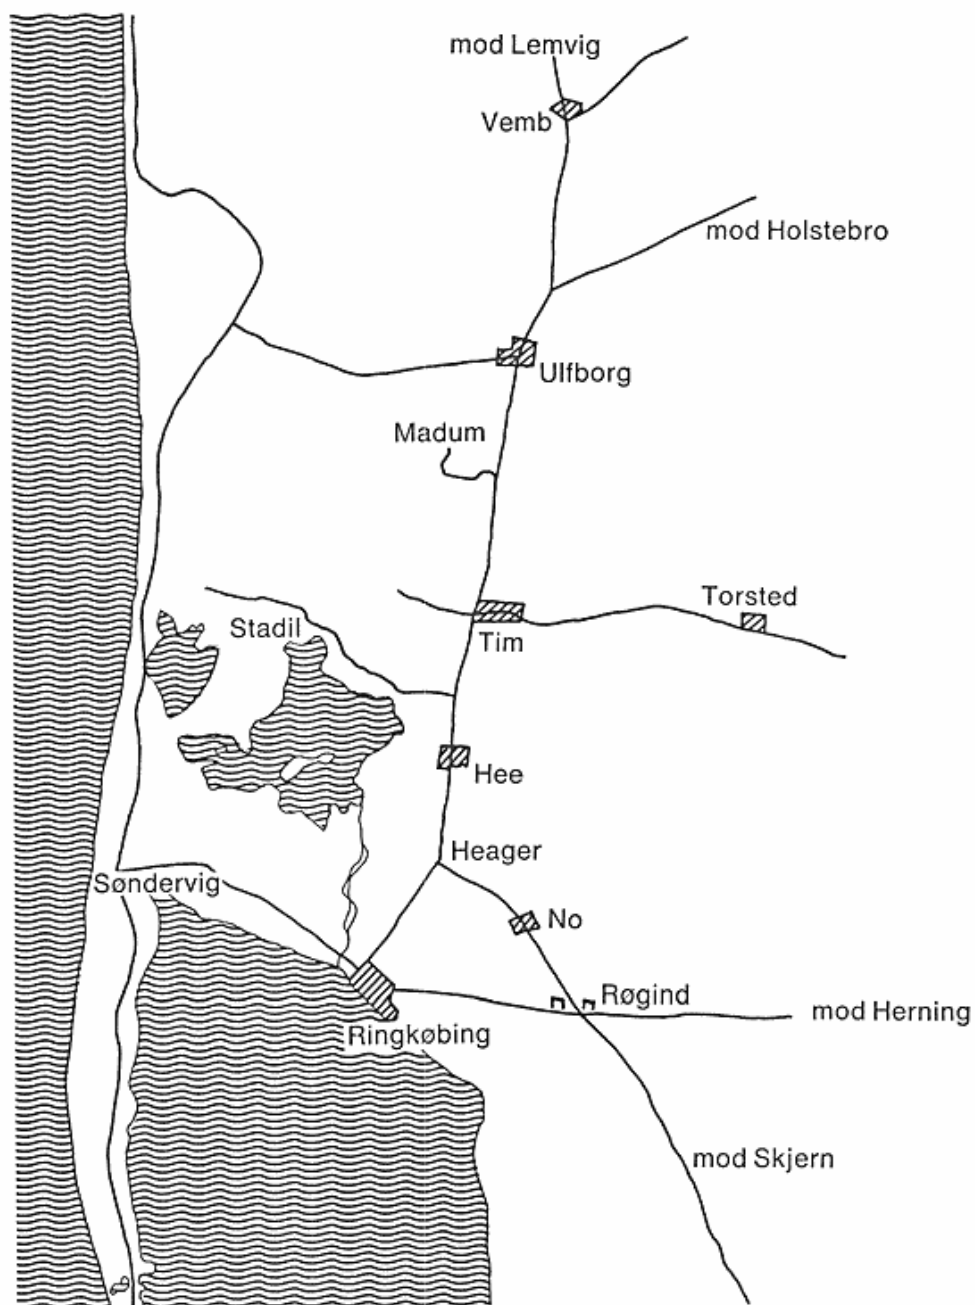 mod Lemvig
Vemb
mod Holstebro
Ulfborg
Madum
Torsted
Stadil
Tim
Hee
Heager
Søndervig
No
Røgind
mod Herning
Ringkøbing
mod Skjern